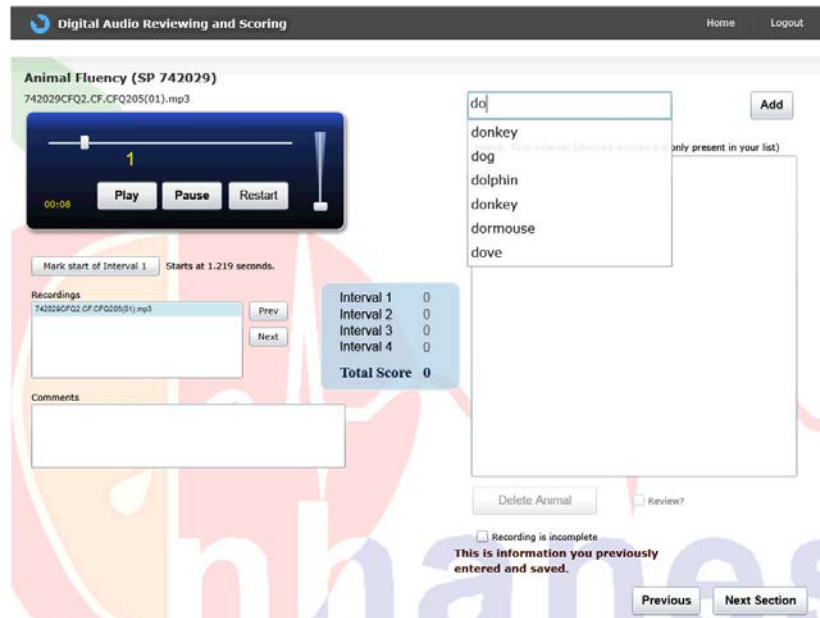 Digital Audio Reviewing and Scoring
Home Logout
Animal Fluency (SP 742029)
742029CFQ2.CF.CFQ205(01).mp3
1
00:08
Play Pause Restart
Mark start of Interval 1 Starts at 1.219 seconds.
Recordings
742029CFQ2.CF.CFQ205(01).mp3
Prev
Next
Interval 1 0
Interval 2 0
Interval 3 0
Interval 4 0
Total Score 0
Comments
do
Add
donkey
only present in your list)
dog
dolphin
donkey
dormouse
dove
Delete Animal
Review?
Recording is incomplete
This is information you previously
entered and saved.
Previous Next Section
nhanes